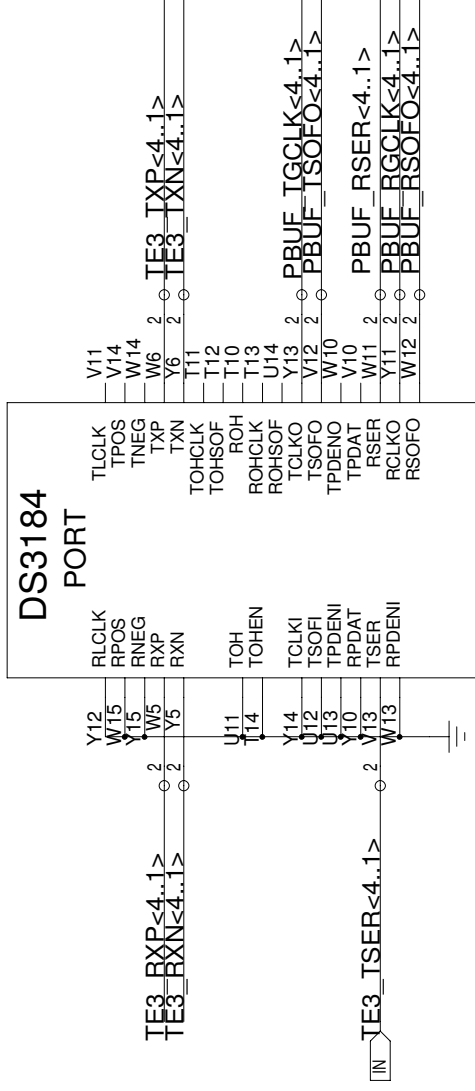 DS3184
PORT
Y12 RLCLK TLCLK V11
W15 RPOS TPOS V14
Y15 RNEG TNEG W14
TE3_RXP<4..1> 2 W5 RXP TXP W6 2 TE3_TXP<4..1>
TE3_RXN<4..1> 2 Y5 RXN TXN Y6 2 TE3_TXN<4..1>
TOHCLK T11
TOHSOF T12
U11 TOH ROH T10
T14 TOHEN ROHCLK T13
ROHSOF U14
Y14 TCLKI TCLKO Y13 2 PBUF_TGCLK<4..1>
U12 TSOFI TSOFO V12 2 PBUF_TSOFO<4..1>
U13 TPDENI TPDENO W10
Y10 RPDAT TPDAT V10
IN TE3_TSER<4..1> 2 V13 TSER RSER W11 2 PBUF_RSER<4..1>
W13 RPDENI RCLKO Y11 2 PBUF_RGCLK<4..1>
RSOFO W12 2 PBUF_RSOFO<4..1>